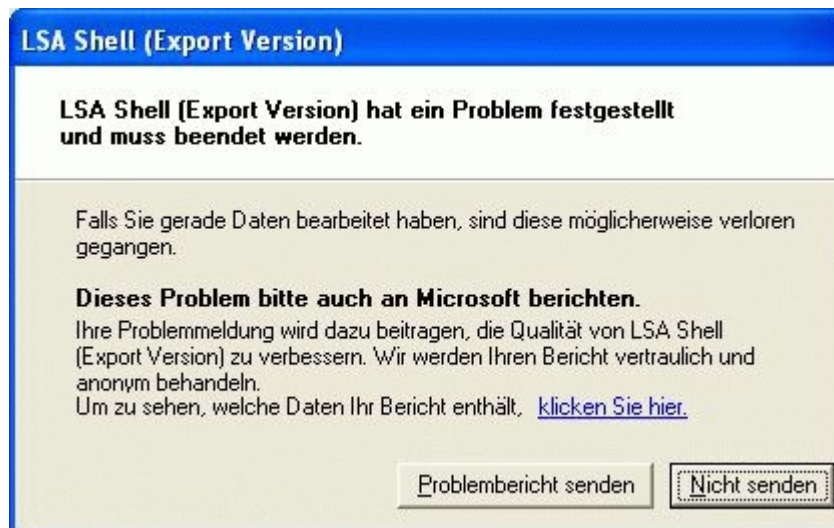 LSA Shell (Export Version)
LSA Shell (Export Version) hat ein Problem festgestellt
und muss beendet werden.
Falls Sie gerade Daten bearbeitet haben, sind diese möglicherweise verloren
gegangen.
Dieses Problem bitte auch an Microsoft berichten.
Ihre Problemmeldung wird dazu beitragen, die Qualität von LSA Shell
(Export Version) zu verbessern. Wir werden Ihren Bericht vertraulich und
anonym behandeln.
Um zu sehen, welche Daten Ihr Bericht enthält, klicken Sie hier.
Problembericht senden Nicht senden